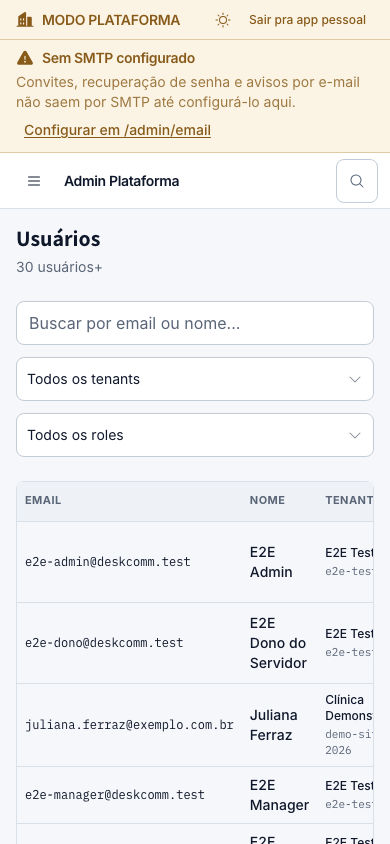 MODO PLATAFORMA
Sair pra app pessoal
Sem SMTP configurado
Convites, recuperação de senha e avisos por e-mail
não saem por SMTP até configurá-lo aqui.
Configurar em /admin/email
Admin Plataforma
Usuários
30 usuários+
Buscar por email ou nome...
Todos os tenants
Todos os roles
EMAIL NOME TENANT
e2e-admin@deskcomm.test E2E Admin E2E Test e2e-test
e2e-dono@deskcomm.test E2E Dono do Servidor E2E Test e2e-test
juliana.ferraz@exemplo.com.br Juliana Ferraz Clínica Demons demo-si 2026
e2e-manager@deskcomm.test E2E Manager E2E Test e2e-test
E2E E2E Test